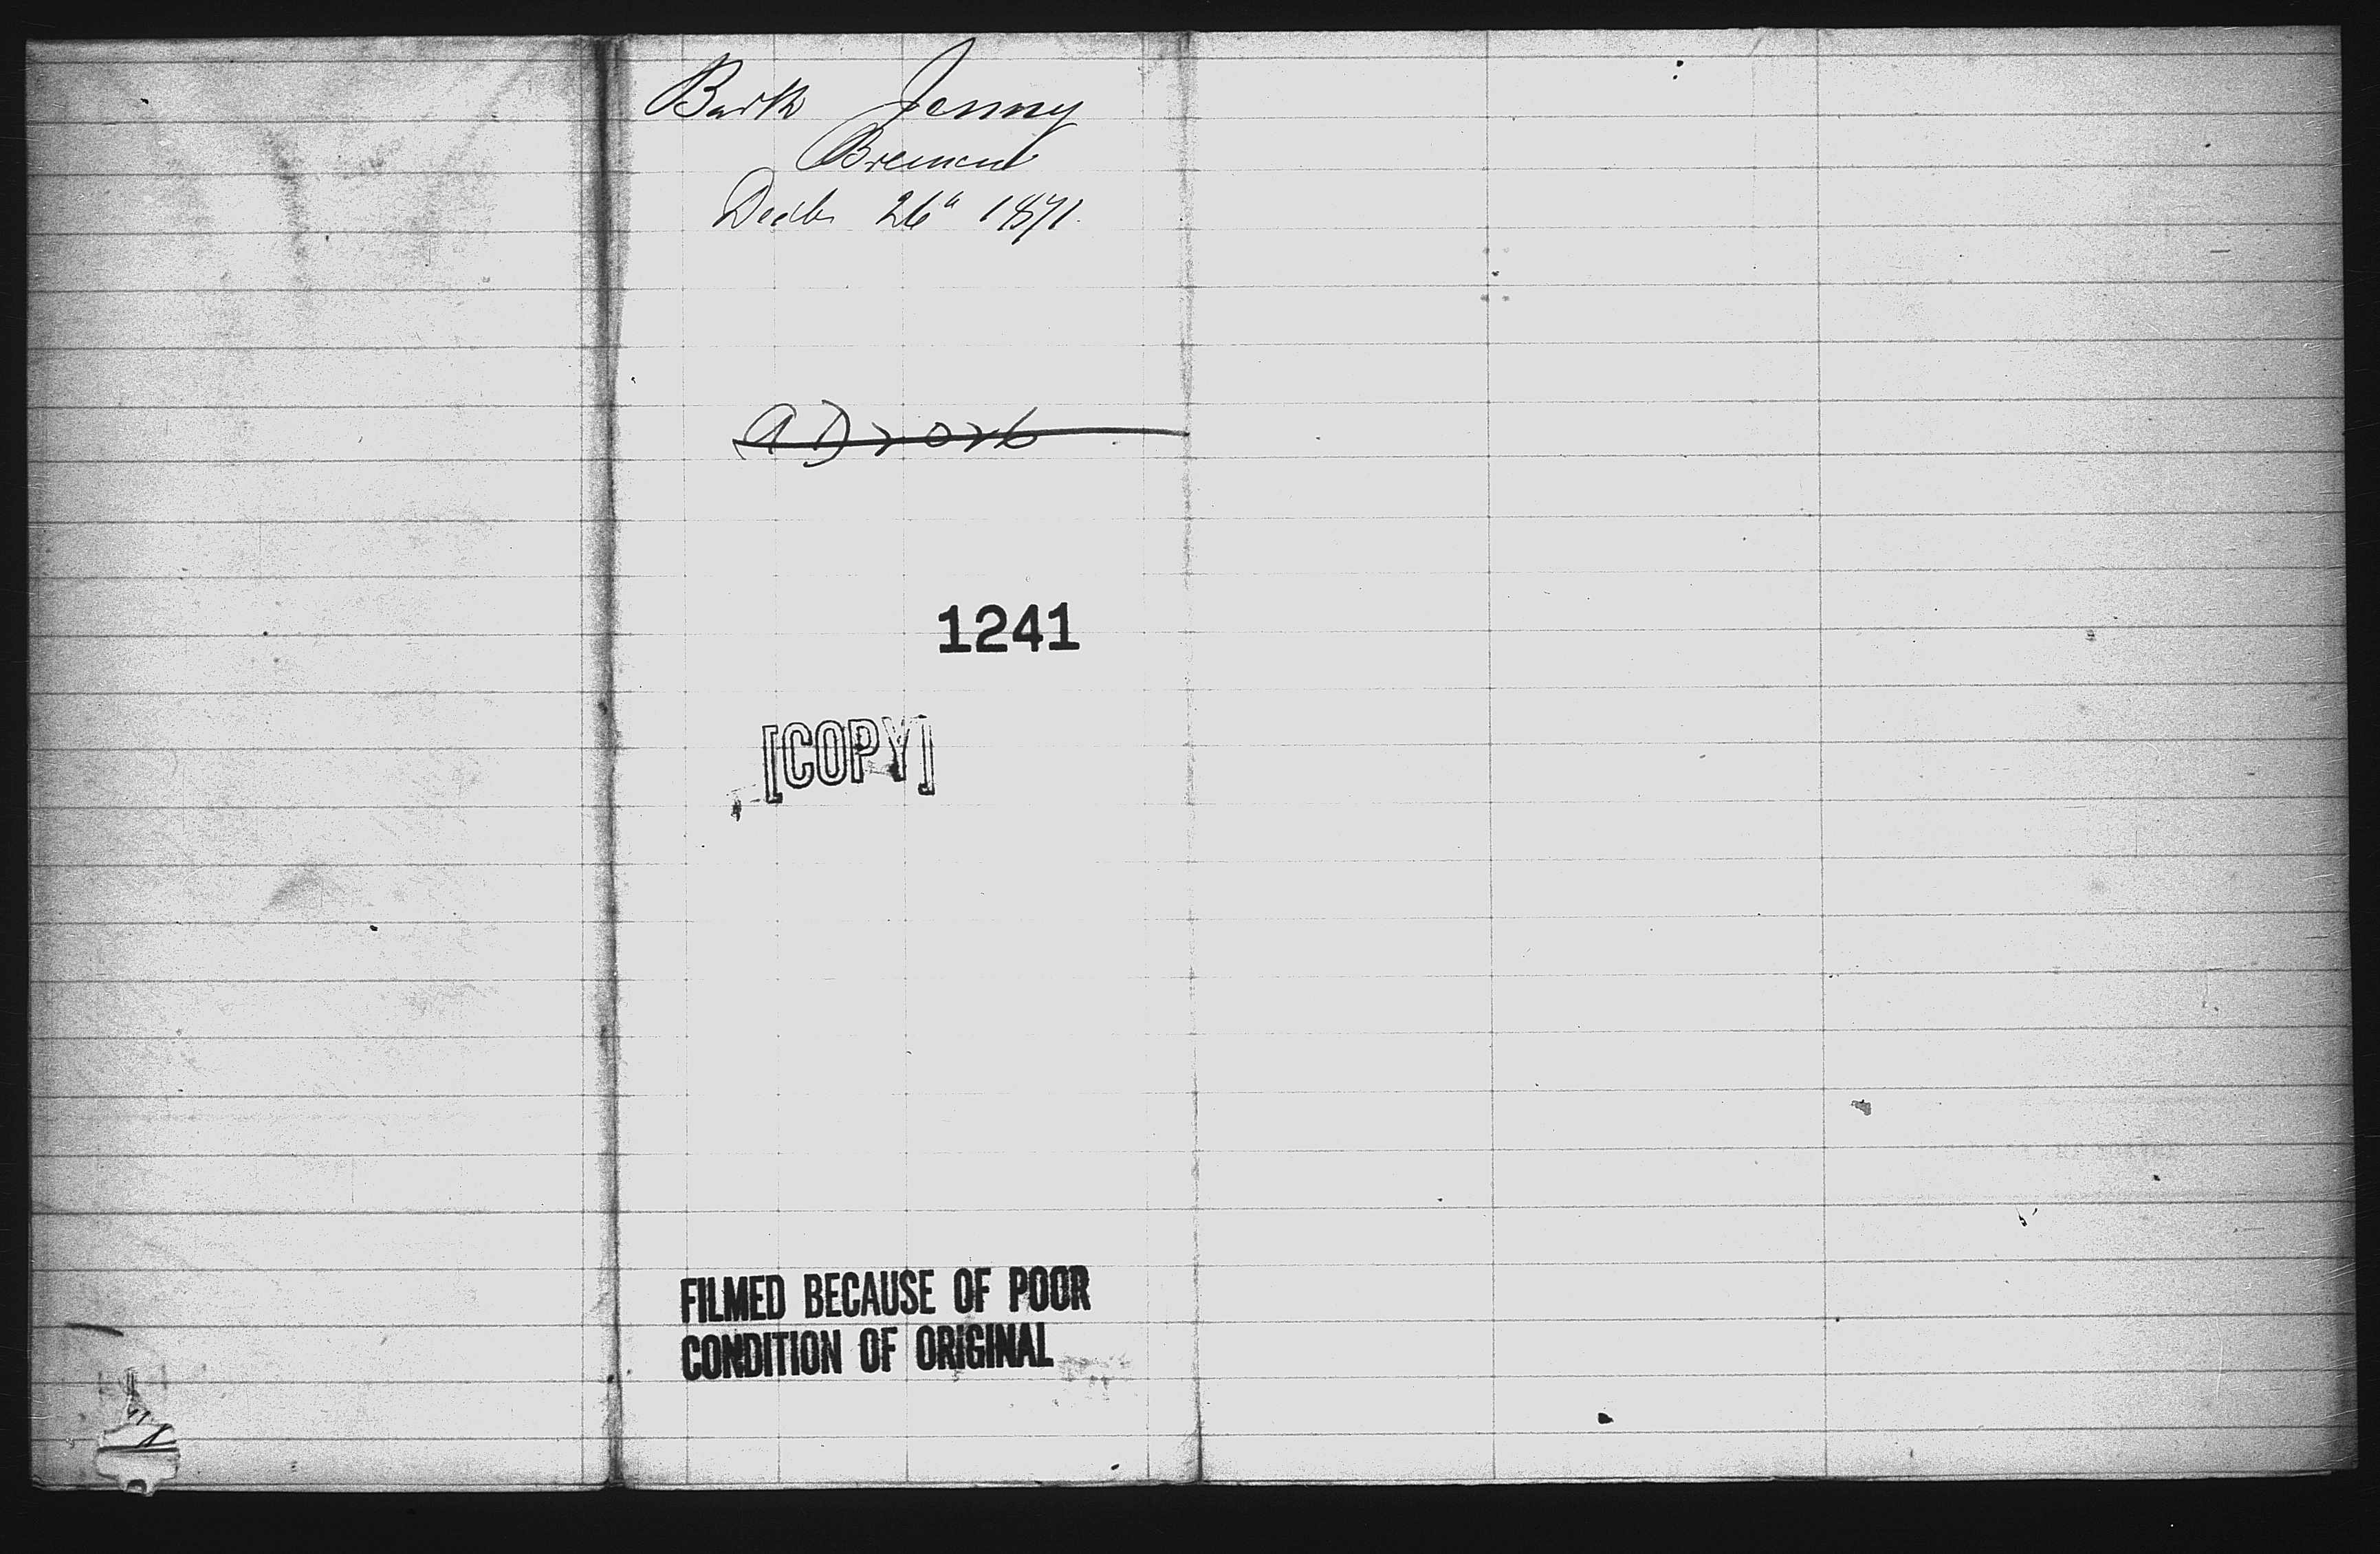 Bark Jenny
Bremen
Decbr 26" 1871.
1241
[COPY]
FILMED BECAUSE OF POOR
CONDITION OF ORIGINAL